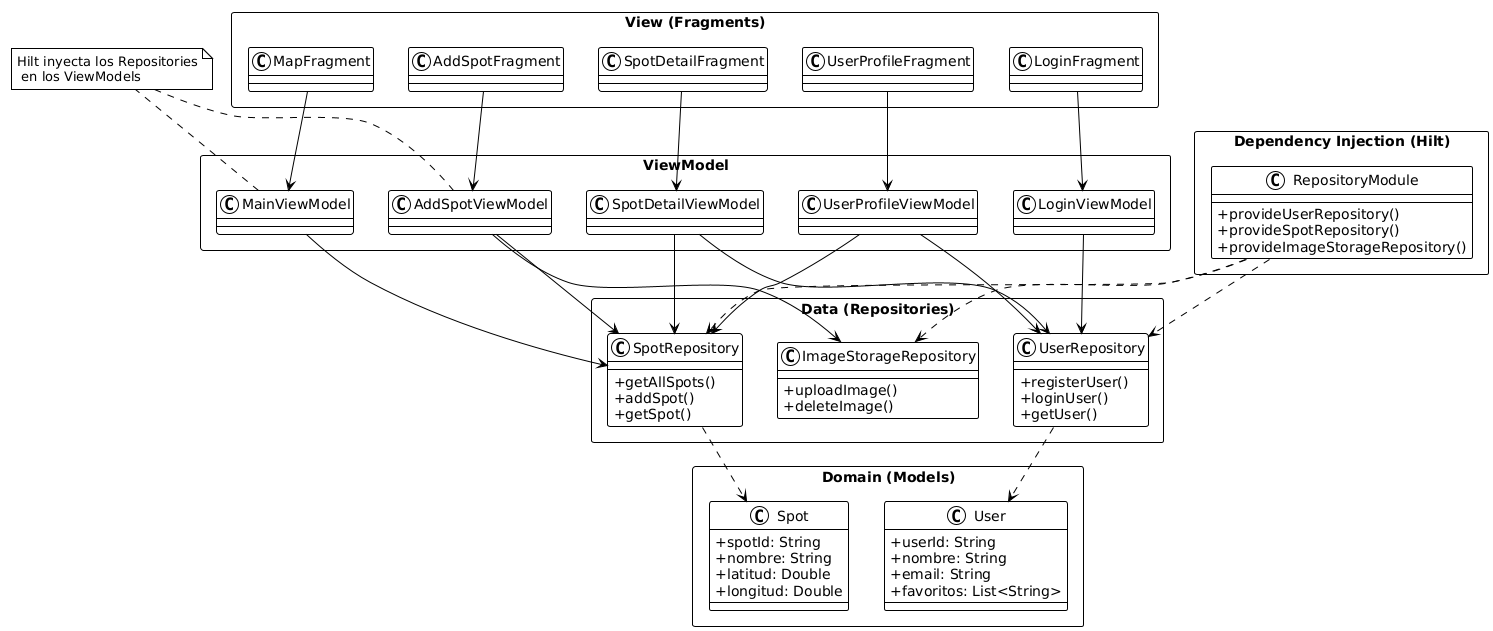 View (Fragments)
Hilt inyecta los Repositories
en los ViewModels
C MapFragment
C AddSpotFragment
C SpotDetailFragment
C UserProfileFragment
C LoginFragment
Dependency Injection (Hilt)
C RepositoryModule
+provideUserRepository()
+provideSpotRepository()
+provideImageStorageRepository()
ViewModel
C MainViewModel
C AddSpotViewModel
C SpotDetailViewModel
C UserProfileViewModel
C LoginViewModel
Data (Repositories)
C SpotRepository
+getAllSpots()
+addSpot()
+getSpot()
C ImageStorageRepository
+uploadImage()
+deleteImage()
C UserRepository
+registerUser()
+loginUser()
+getUser()
Domain (Models)
C Spot
+spotId: String
+nombre: String
+latitud: Double
+longitud: Double
C User
+userId: String
+nombre: String
+email: String
+favoritos: List<String>